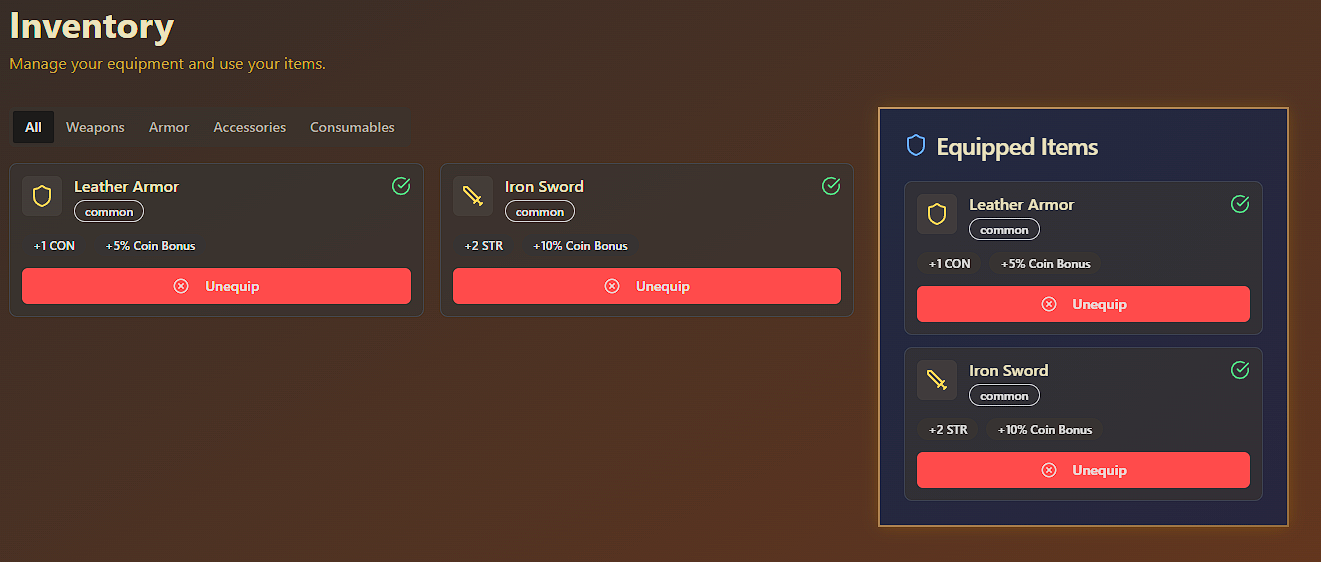 Inventory
Manage your equipment and use your items.
All Weapons Armor Accessories Consumables
Leather Armor
common
+1 CON +5% Coin Bonus
Unequip
Iron Sword
common
+2 STR +10% Coin Bonus
Unequip
Equipped Items
Leather Armor
common
+1 CON +5% Coin Bonus
Unequip
Iron Sword
common
+2 STR +10% Coin Bonus
Unequip